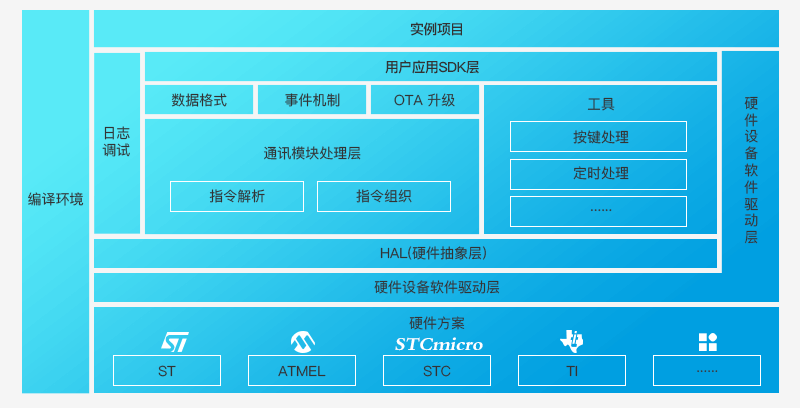 实例项目
编译环境
日志
调试
用户应用SDK层
数据格式
事件机制
OTA 升级
通讯模块处理层
指令解析
指令组织
工具
按键处理
定时处理
……
硬件设备软件驱动层
HAL(硬件抽象层)
硬件设备软件驱动层
硬件方案
STCmicro
ST
ATMEL
STC
TI
……